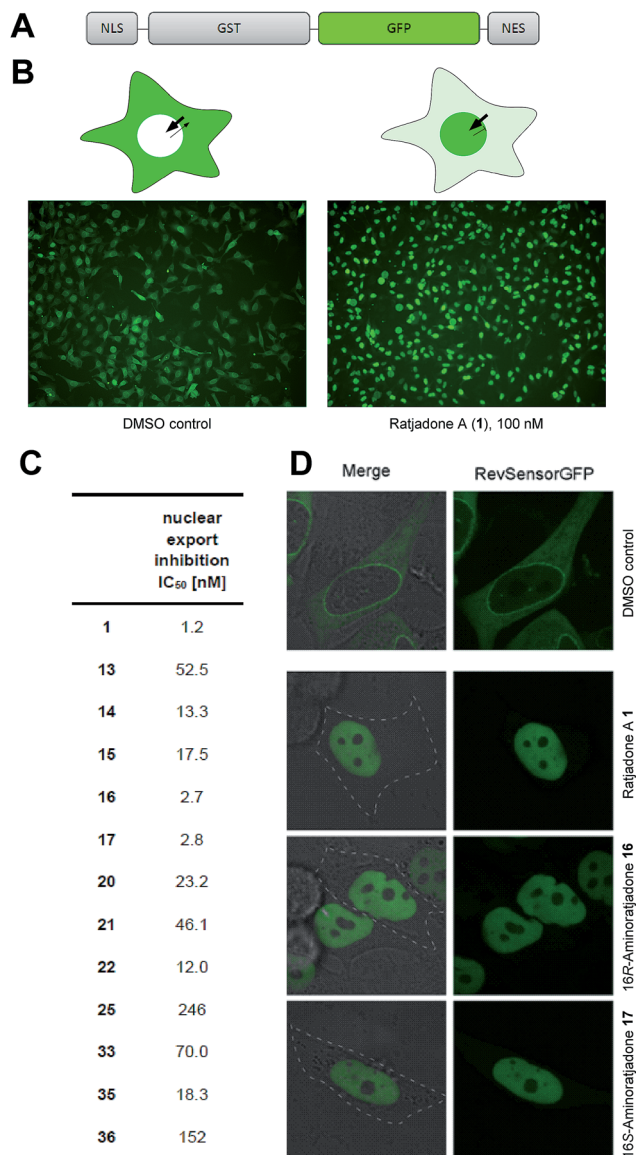 A
NLS GST GFP NES
B
DMSO control
Ratjadone A (1), 100 nM
C
nuclear
export
inhibition
IC₅₀ [nM]
1 1.2
13 52.5
14 13.3
15 17.5
16 2.7
17 2.8
20 23.2
21 46.1
22 12.0
25 246
33 70.0
35 18.3
36 152
D
Merge RevSensorGFP
DMSO control
Ratjadone A 1
16R-Aminoratjadone 16
16S-Aminoratjadone 17